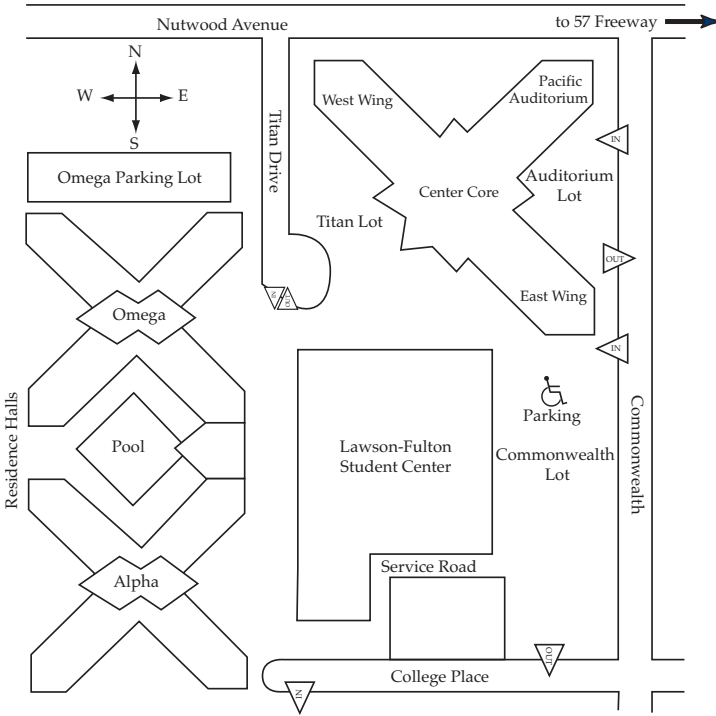 to 57 Freeway
Nutwood Avenue
N
W E
S
Pacific
Auditorium
West Wing
Titan Drive
IN
Omega Parking Lot
Auditorium
Lot
Center Core
Titan Lot
OUT
IN
OUT
East Wing
Omega
IN
Residence Halls
Parking
Commonwealth
Pool
Lawson-Fulton
Student Center
Commonwealth
Lot
Service Road
Alpha
OUT
College Place
IN